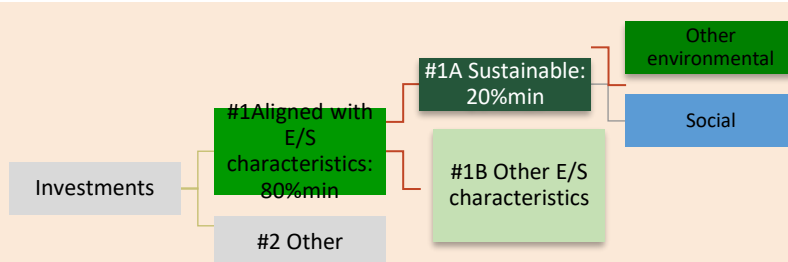 Investments
#1Aligned with
E/S
characteristics:
80%min
#2 Other
#1A Sustainable:
20%min
#1B Other E/S
characteristics
Other
environmental
Social